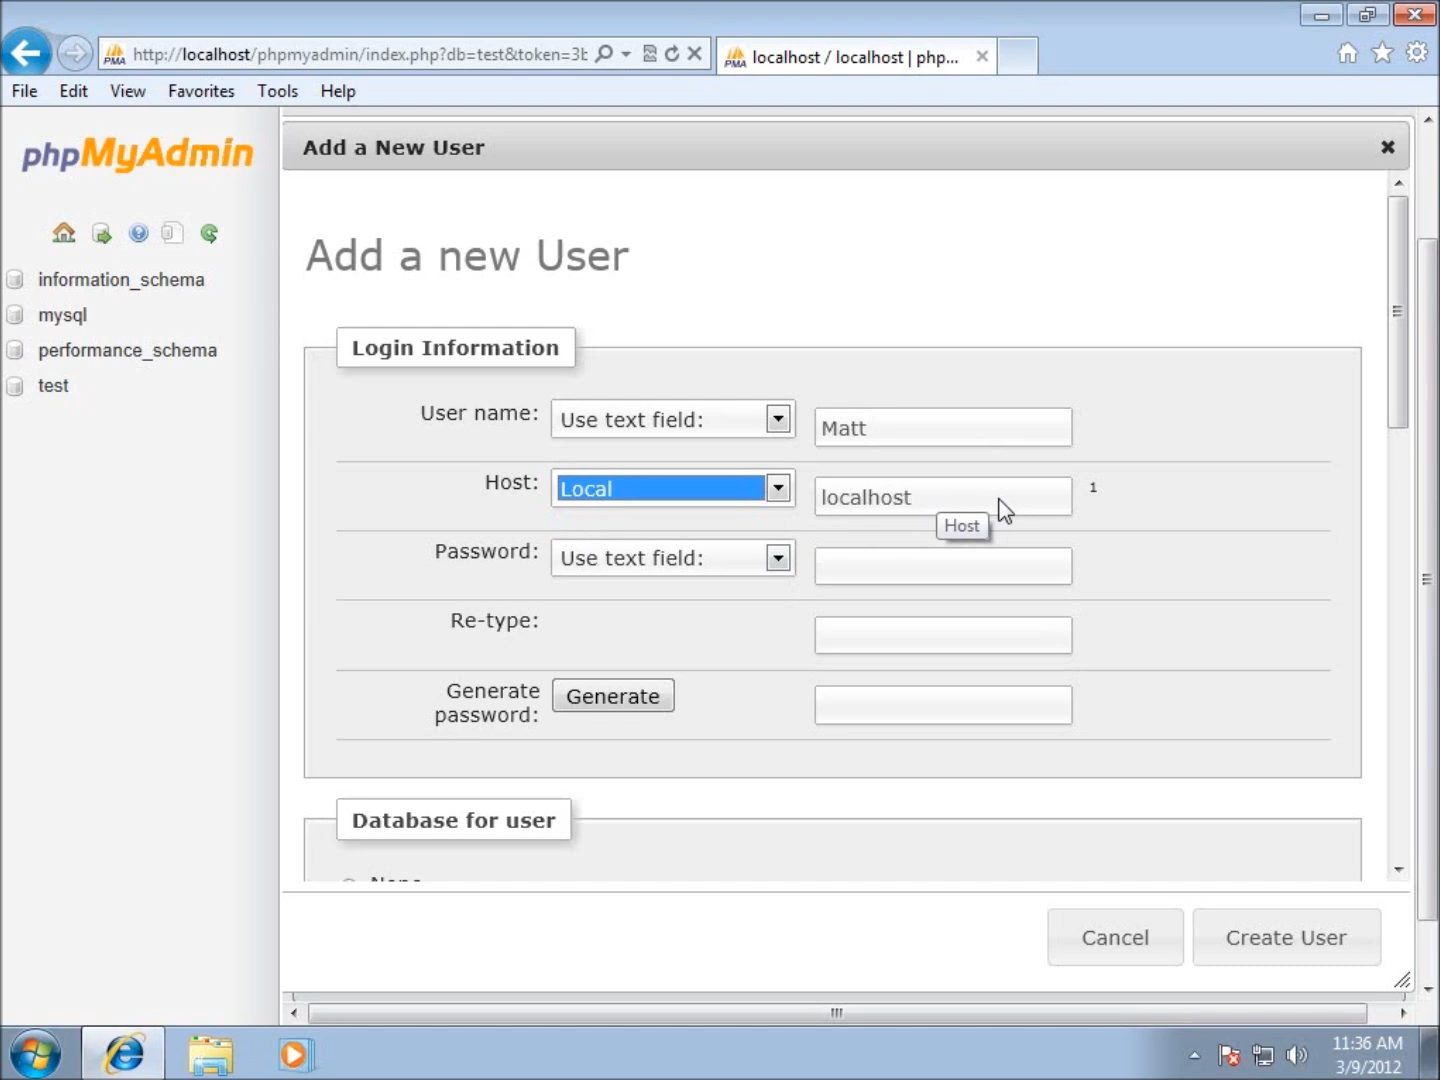 http://localhost/phpmyadmin/index.php?db=test&token=3b
localhost / localhost | php...
File Edit View Favorites Tools Help
phpMyAdmin
information_schema
mysql
performance_schema
test
Add a New User
Add a new User
Login Information
User name: Use text field: Matt
Host: Local localhost 1
Host
Password: Use text field:
Re-type:
Generate password: Generate
Database for user
None
Cancel Create User
11:36 AM
3/9/2012